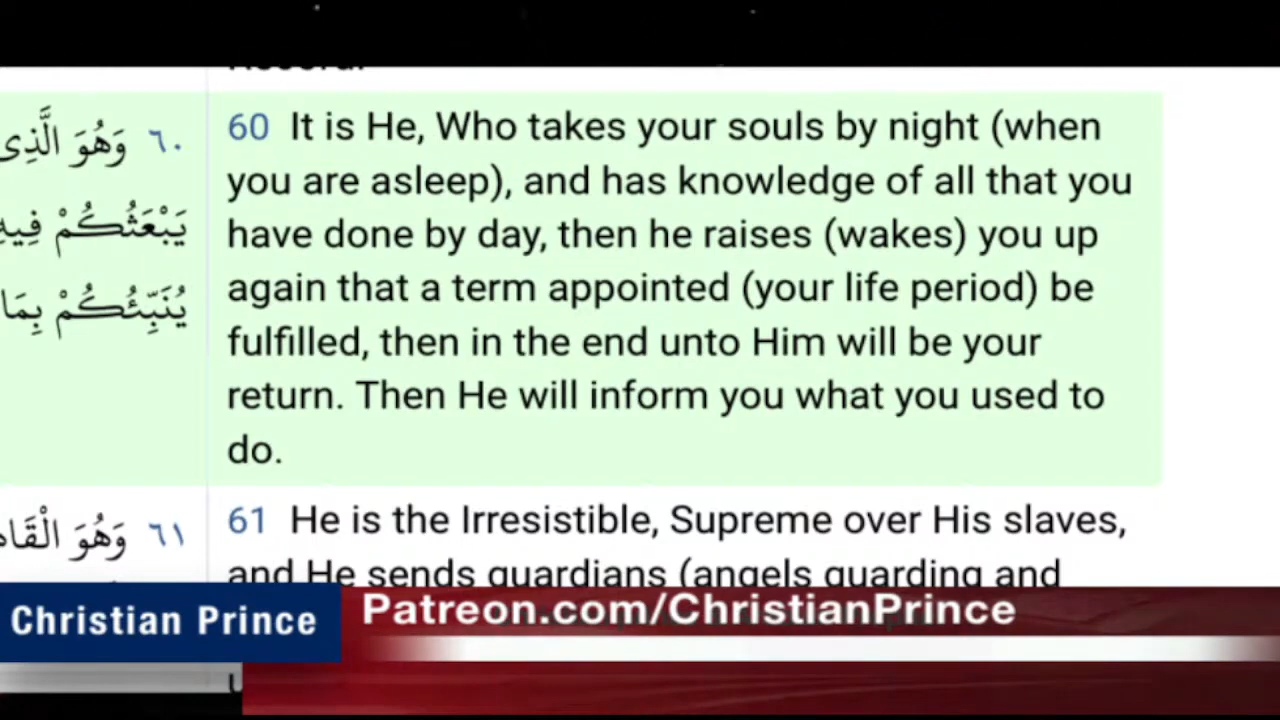 60 It is He, Who takes your souls by night (when
you are asleep), and has knowledge of all that you
have done by day, then he raises (wakes) you up
again that a term appointed (your life period) be
fulfilled, then in the end unto Him will be your
return. Then He will inform you what you used to
do.
٦٠ وَهُوَ الَّذِى
يَبْعَثُكُمْ فِيهِ
يُنَبِّئُكُمْ بِمَا
61 He is the Irresistible, Supreme over His slaves,
and He sends guardians (angels guarding and
٦١ وَهُوَ
Christian Prince
Patreon.com/ChristianPrince